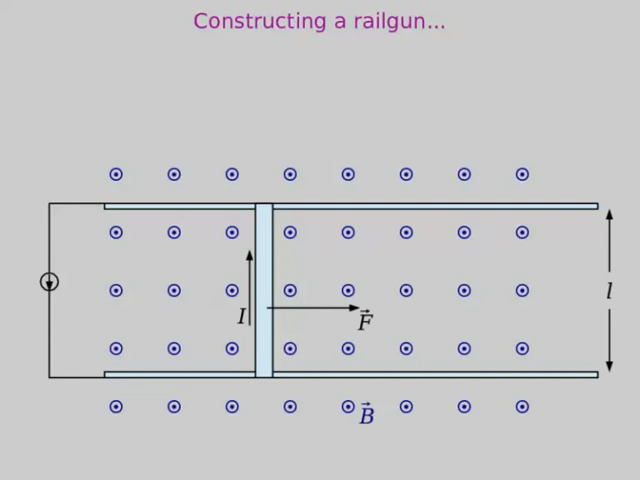 Constructing a railgun...
I
F⃗
l
B⃗